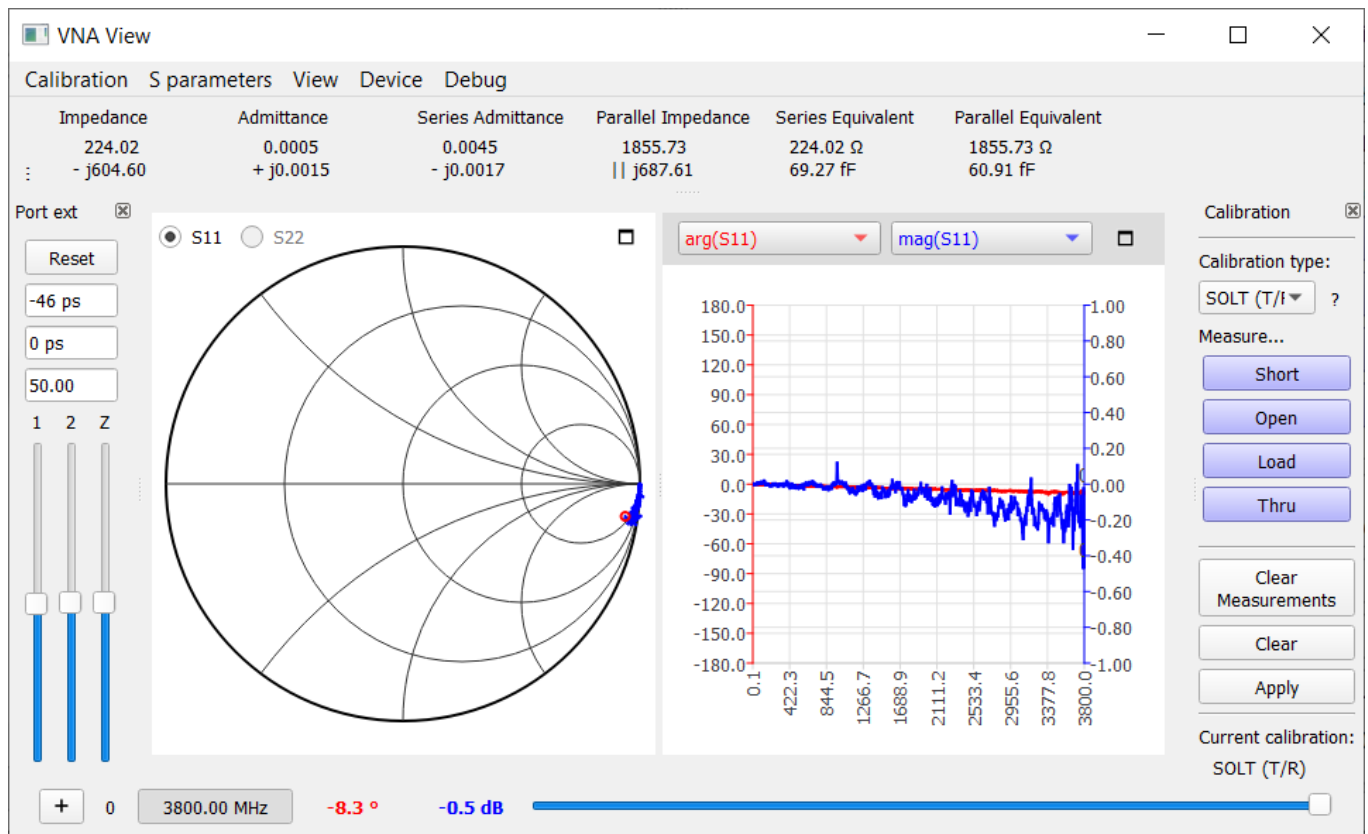 VNA View
Calibration S parameters View Device Debug
Impedance Admittance Series Admittance Parallel Impedance Series Equivalent Parallel Equivalent
224.02 0.0005 0.0045 1855.73 224.02 Ω 1855.73 Ω
- j604.60 + j0.0015 - j0.0017 || j687.61 69.27 fF 60.91 fF
Port ext
Reset
-46 ps
0 ps
50.00
1 2 Z
S11 S22
arg(S11) mag(S11)
180.0
150.0
120.0
90.0
60.0
30.0
0.0
-30.0
-60.0
-90.0
-120.0
-150.0
-180.0
1.00
0.80
0.60
0.40
0.20
0.00
-0.20
-0.40
-0.60
-0.80
-1.00
0.1
422.3
844.5
1266.7
1688.9
2111.2
2533.4
2955.6
3377.8
3800.0
Calibration
Calibration type:
SOLT (T/ ?
Measure...
Short
Open
Load
Thru
Clear
Measurements
Clear
Apply
Current calibration:
SOLT (T/R)
+ 0 3800.00 MHz -8.3 º -0.5 dB